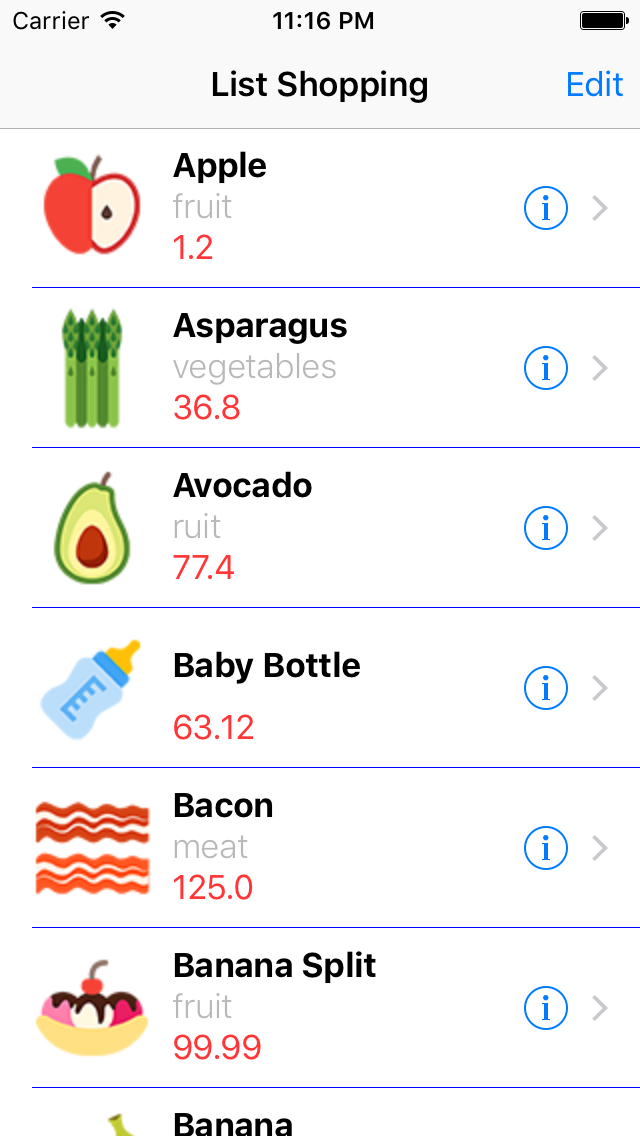 Carrier 11:16 PM
List Shopping Edit
Apple
fruit
1.2
Asparagus
vegetables
36.8
Avocado
ruit
77.4
Baby Bottle
63.12
Bacon
meat
125.0
Banana Split
fruit
99.99
Banana